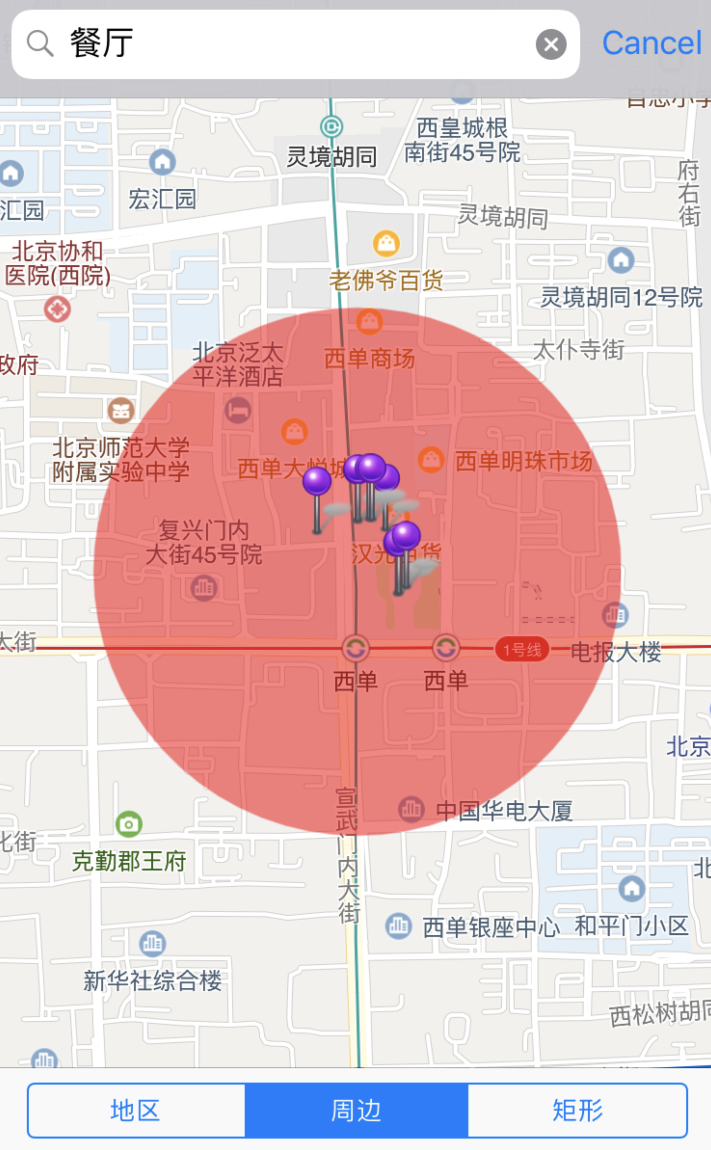 餐厅
Cancel
西皇城根
南街45号院
灵境胡同
宏汇园
汇园
府右街
灵境胡同
北京协和
医院(西院)
老佛爷百货
灵境胡同12号院
政府
北京泛太
平洋酒店
西单商场
太仆寺街
北京师范大学
附属实验中学
西单大悦城
西单明珠市场
复兴门内
大街45号院
汉光百货
大街
1号线
电报大楼
西单
西单
北京
宣武门内大街
中国华电大厦
化街
克勤郡王府
北
西单银座中心
和平门小区
新华社综合楼
西松树胡同
地区
周边
矩形